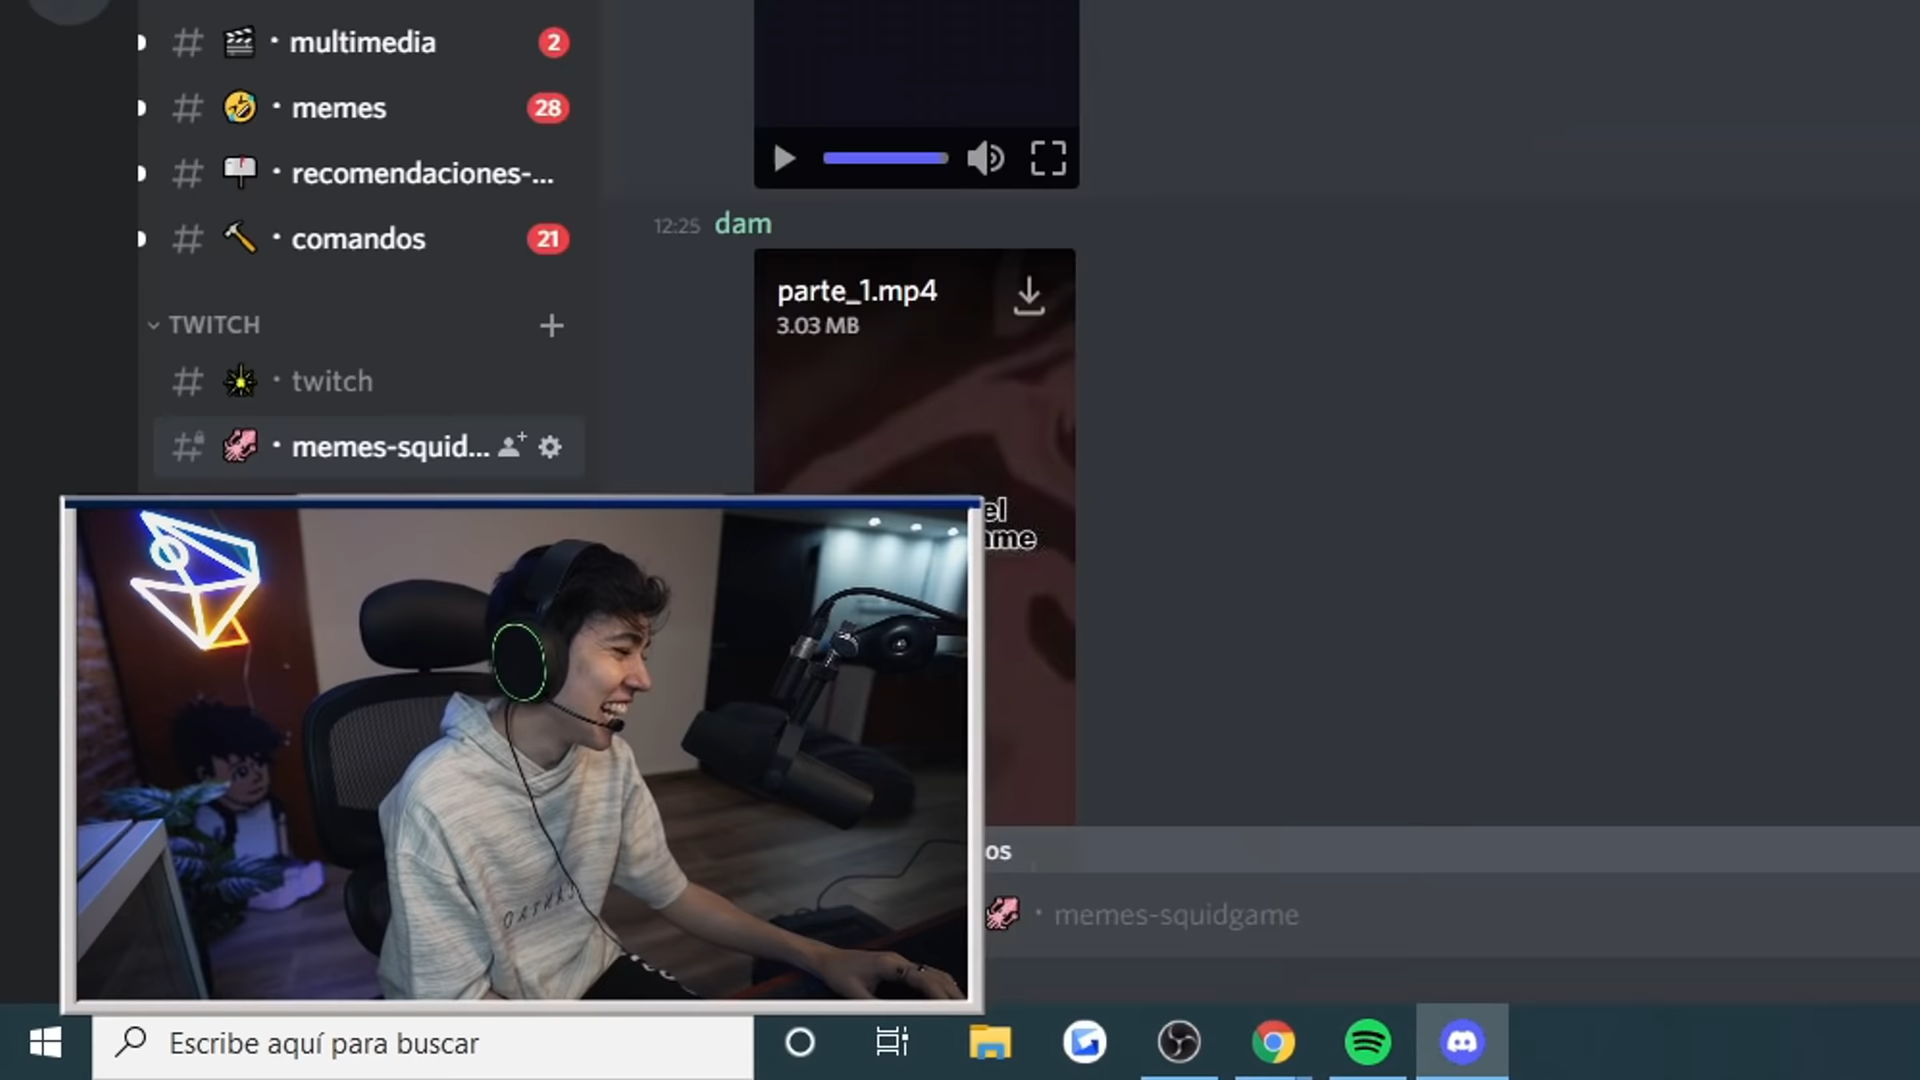 multimedia
2
memes
28
recomendaciones-...
comandos
21
TWITCH
twitch
memes-squid...
12:25 dam
parte_1.mp4
3.03 MB
el
ame
os
memes-squidgame
Escribe aquí para buscar